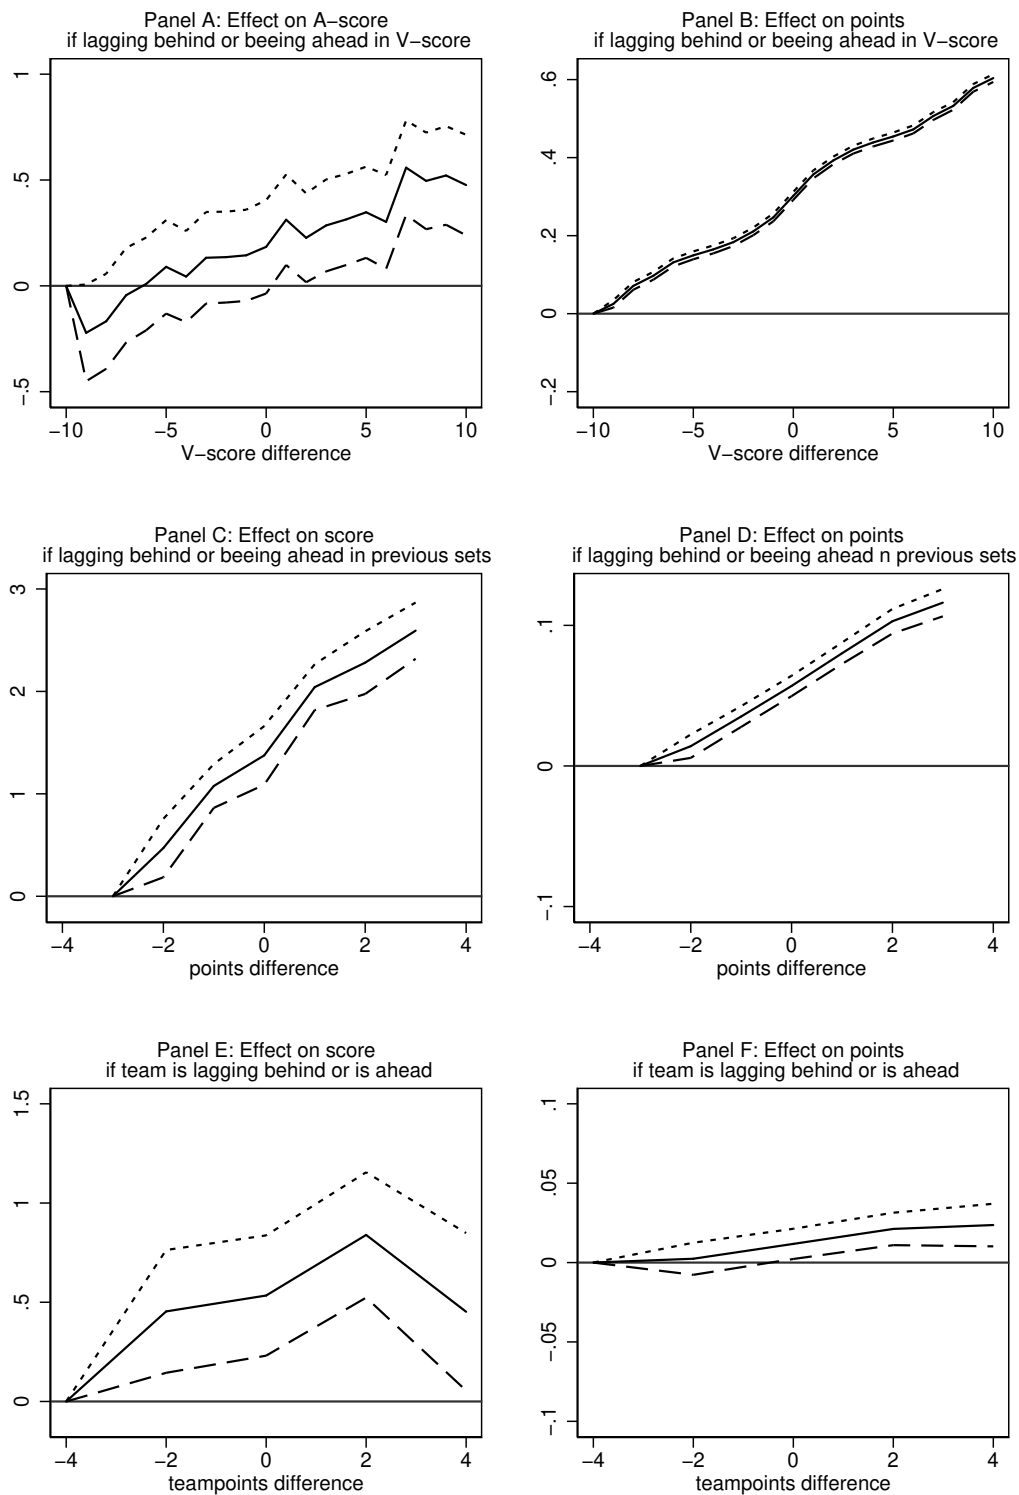 Panel A: Effect on A−score
if lagging behind or beeing ahead in V−score
1
.5
0
−.5
−10 −5 0 5 10
V−score difference
Panel B: Effect on points
if lagging behind or beeing ahead in V−score
.6
.4
.2
0
−.2
−10 −5 0 5 10
V−score difference
Panel C: Effect on score
if lagging behind or beeing ahead in previous sets
3
2
1
0
−4 −2 0 2 4
points difference
Panel D: Effect on points
if lagging behind or beeing ahead n previous sets
.1
0
−.1
−4 −2 0 2 4
points difference
Panel E: Effect on score
if team is lagging behind or is ahead
1.5
1
.5
0
−4 −2 0 2 4
teampoints difference
Panel F: Effect on points
if team is lagging behind or is ahead
.1
.05
0
−.05
−.1
−4 −2 0 2 4
teampoints difference